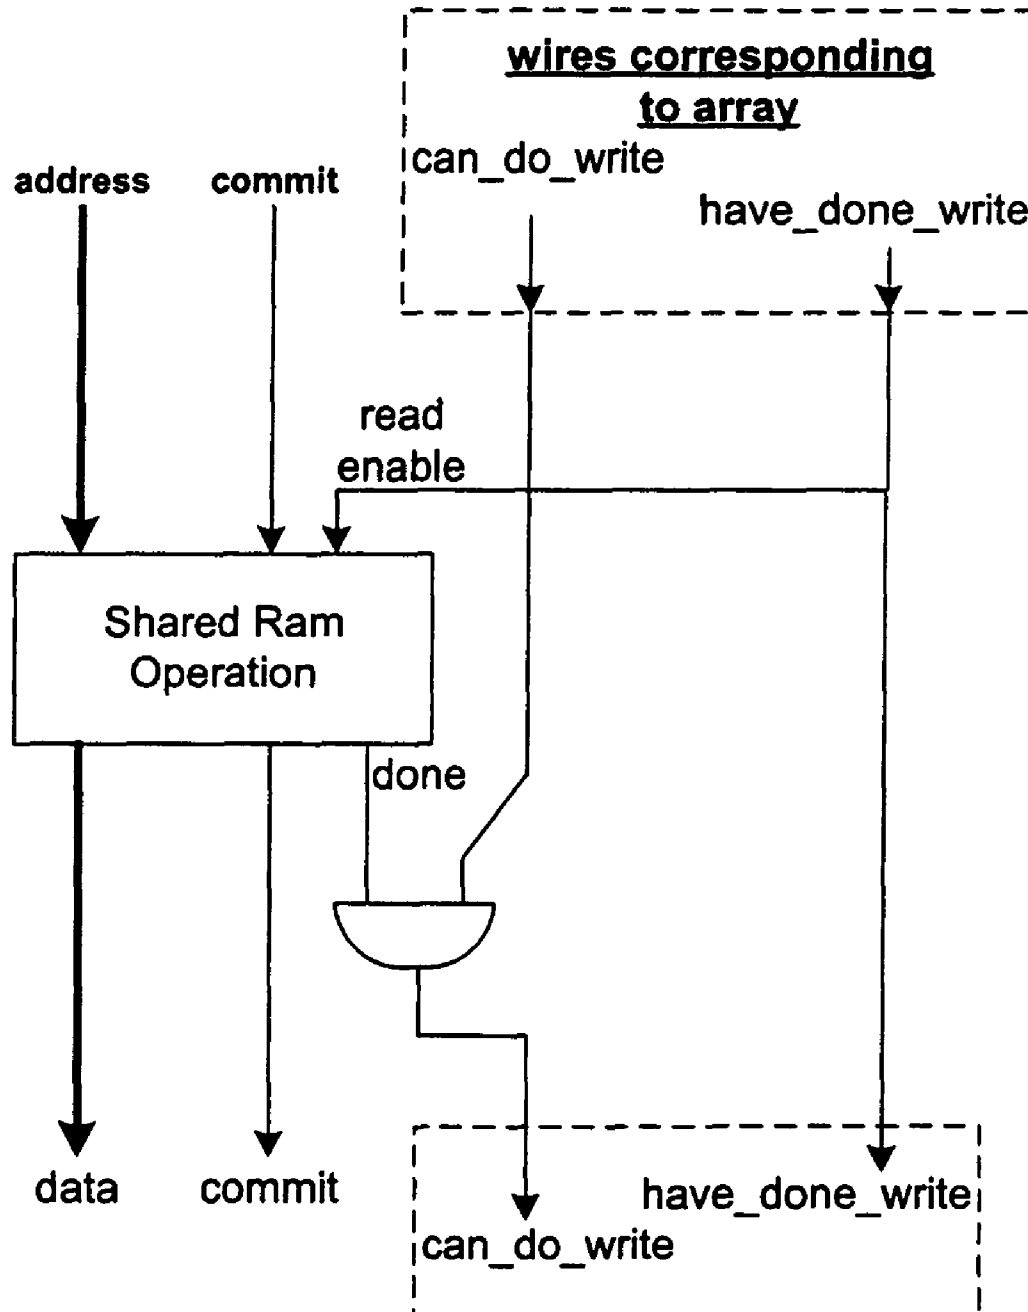 wires corresponding
to array
can_do_write
address
commit
have_done_write
read
enable
Shared Ram
Operation
done
data
commit
have_done_write
can_do_write